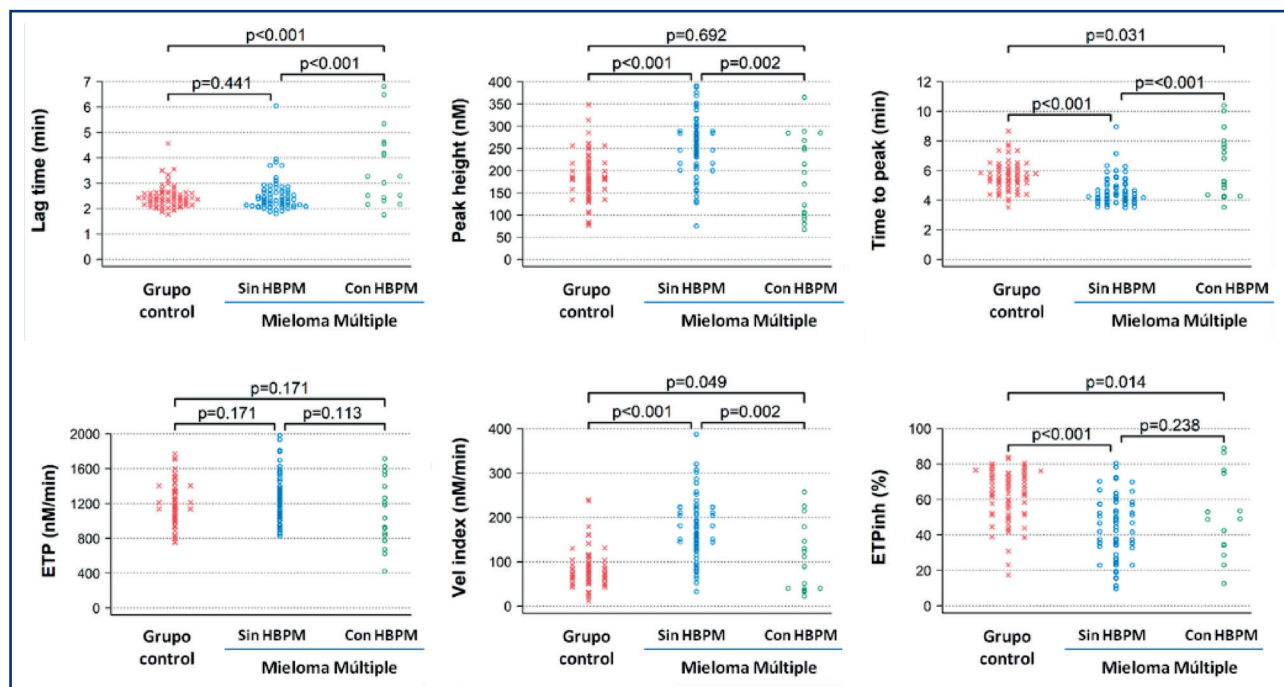 p<0.001
p=0.441
p<0.001
Lag time (min)
7
6
5
4
3
2
1
0
Grupo control
Sin HBPM
Con HBPM
Mieloma Múltiple
p=0.692
p<0.001
p=0.002
Peak height (nM)
400
350
300
250
200
150
100
50
0
Grupo control
Sin HBPM
Con HBPM
Mieloma Múltiple
p=0.031
p=<0.001
p<0.001
Time to peak (min)
12
10
8
6
4
2
0
Grupo control
Sin HBPM
Con HBPM
Mieloma Múltiple
p=0.171
p=0.171
p=0.113
ETP (nM/min)
2000
1600
1200
800
400
0
Grupo control
Sin HBPM
Con HBPM
Mieloma Múltiple
p=0.049
p<0.001
p=0.002
Vel index (nM/min)
400
300
200
100
0
Grupo control
Sin HBPM
Con HBPM
Mieloma Múltiple
p=0.014
p=0.238
p<0.001
ETPinh (%)
100
80
60
40
20
0
Grupo control
Sin HBPM
Con HBPM
Mieloma Múltiple